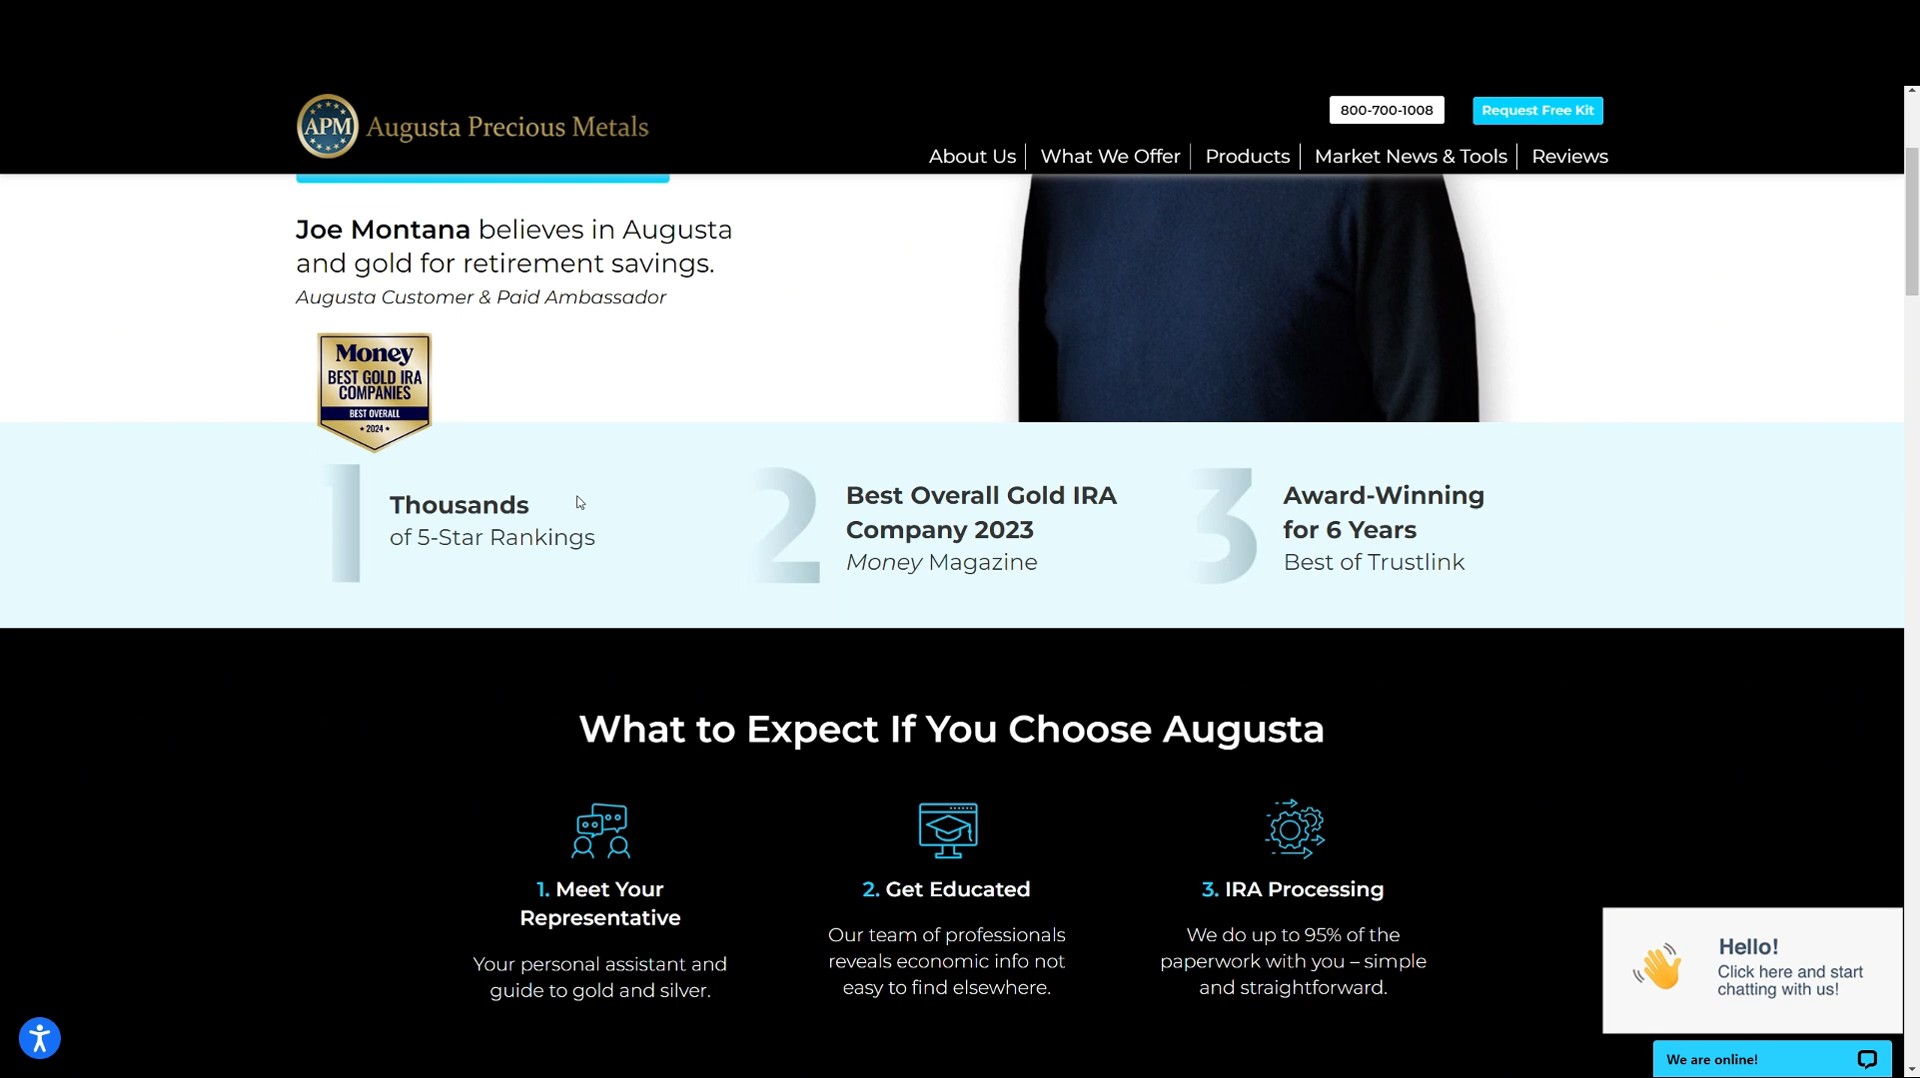 APM Augusta Precious Metals
800-700-1008
Request Free Kit
About Us
What We Offer
Products
Market News & Tools
Reviews
Joe Montana believes in Augusta
and gold for retirement savings.
Augusta Customer & Paid Ambassador
Money
BEST GOLD IRA
COMPANIES
BEST OVERALL
• 2024 •
1
Thousands
of 5-Star Rankings
2
Best Overall Gold IRA
Company 2023
Money Magazine
3
Award-Winning
for 6 Years
Best of Trustlink
What to Expect If You Choose Augusta
1. Meet Your
Representative
Your personal assistant and
guide to gold and silver.
2. Get Educated
Our team of professionals
reveals economic info not
easy to find elsewhere.
3. IRA Processing
We do up to 95% of the
paperwork with you – simple
and straightforward.
Hello!
Click here and start
chatting with us!
We are online!